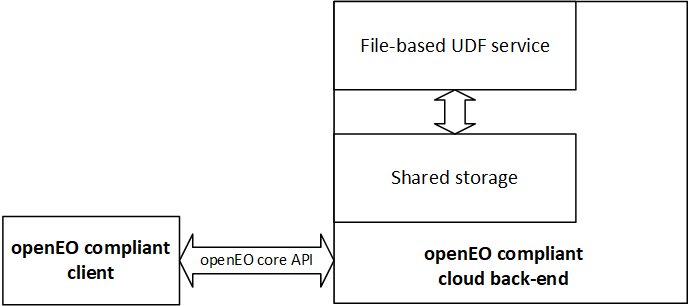 File-based UDF service
Shared storage
openEO compliant
client
openEO core API
openEO compliant
cloud back-end